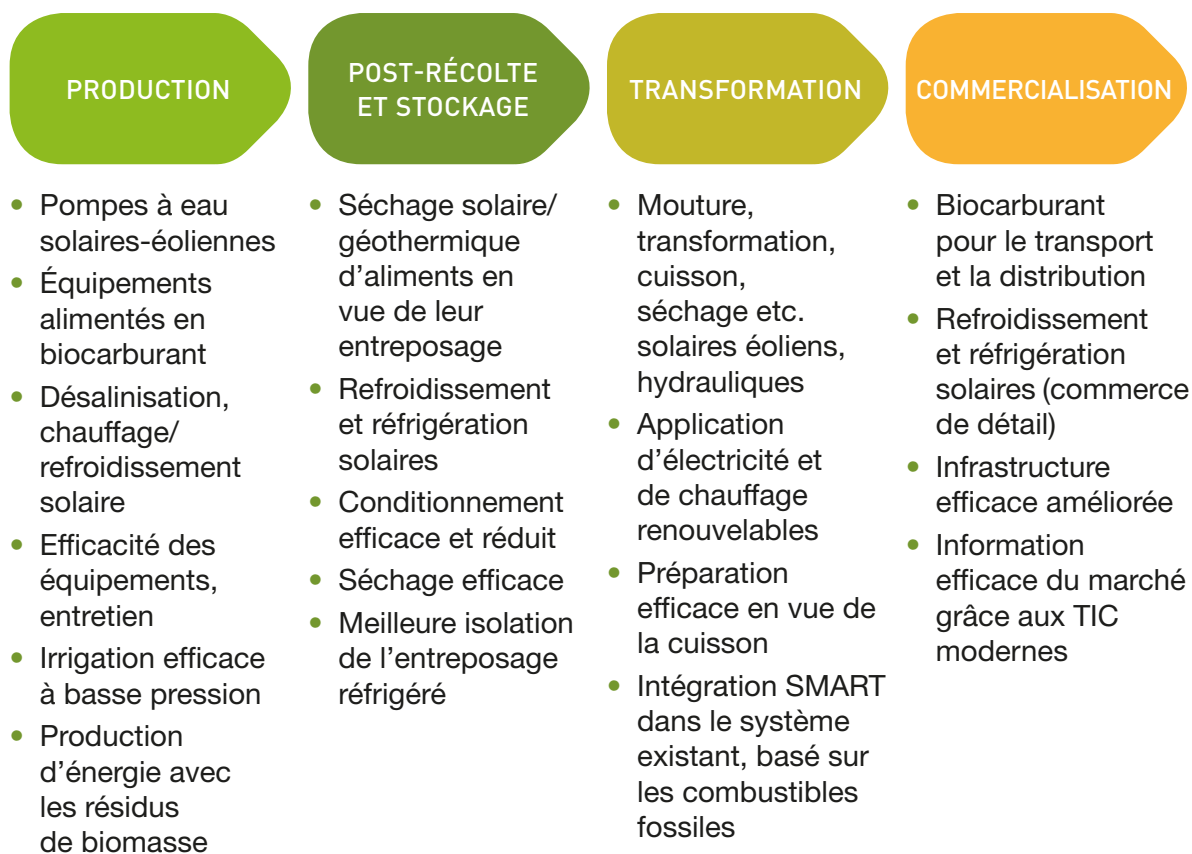 PRODUCTION
• Pompes à eau
solaires-éoliennes
• Équipements
alimentés en
biocarburant
• Désalinisation,
chauffage/
refroidissement
solaire
• Efficacité des
équipements,
entretien
• Irrigation efficace
à basse pression
• Production
d’énergie avec
les résidus
de biomasse
POST-RÉCOLTE
ET STOCKAGE
• Séchage solaire/
géothermique
d’aliments en
vue de leur
entreposage
• Refroidissement
et réfrigération
solaires
• Conditionnement
efficace et réduit
• Séchage efficace
• Meilleure isolation
de l’entreposage
réfrigéré
TRANSFORMATION
• Mouture,
transformation,
cuisson,
séchage etc.
solaires éoliens,
hydrauliques
• Application
d’électricité et
de chauffage
renouvelables
• Préparation
efficace en vue de
la cuisson
• Intégration SMART
dans le système
existant, basé sur
les combustibles
fossiles
COMMERCIALISATION
• Biocarburant
pour le transport
et la distribution
• Refroidissement
et réfrigération
solaires (commerce
de détail)
• Infrastructure
efficace améliorée
• Information
efficace du marché
grâce aux TIC
modernes